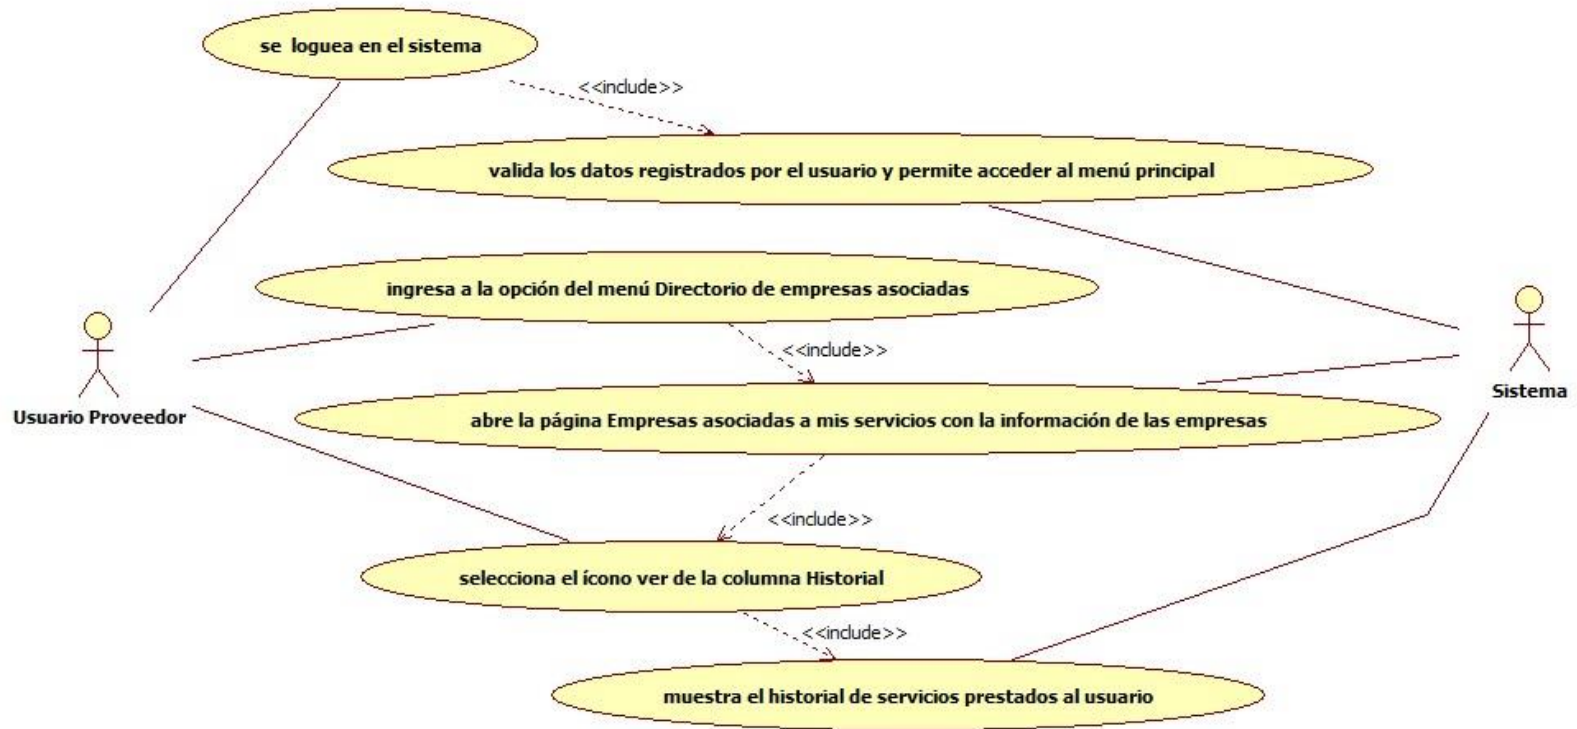 se loguea en el sistema
<<include>>
valida los datos registrados por el usuario y permite acceder al menú principal
ingresa a la opción del menú Directorio de empresas asociadas
<<include>>
Usuario Proveedor
Sistema
abre la página Empresas asociadas a mis servicios con la información de las empresas
<<include>>
selecciona el ícono ver de la columna Historial
<<include>>
muestra el historial de servicios prestados al usuario